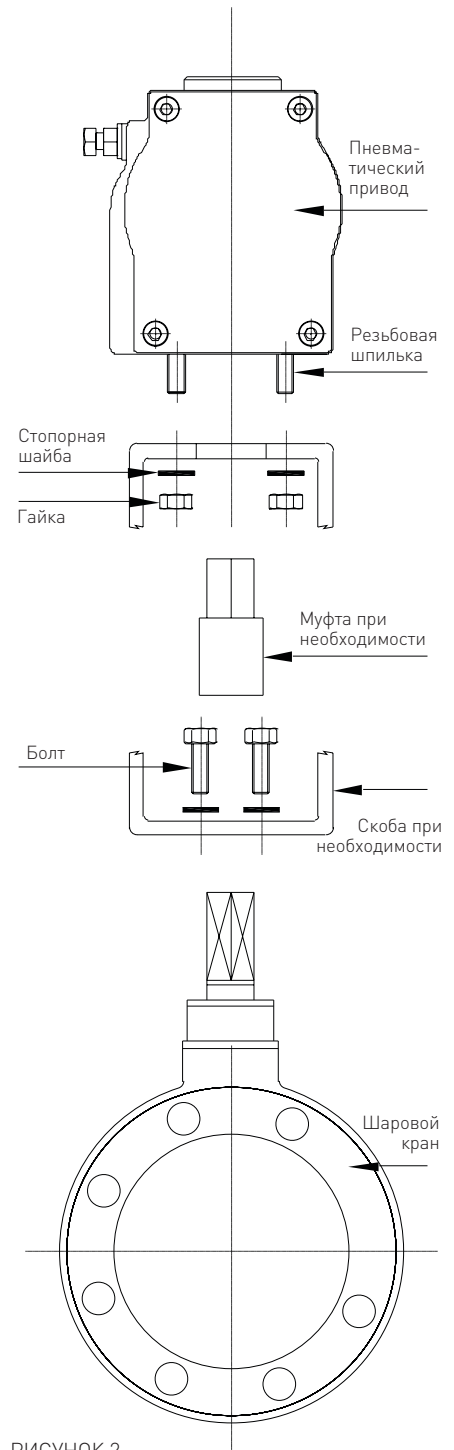 Пневма-
тический
привод
Резьбовая
шпилька
Стопорная
шайба
Гайка
Муфта при
необходимости
Болт
Скоба при
необходимости
Шаровой
кран
РИСУНОК 2